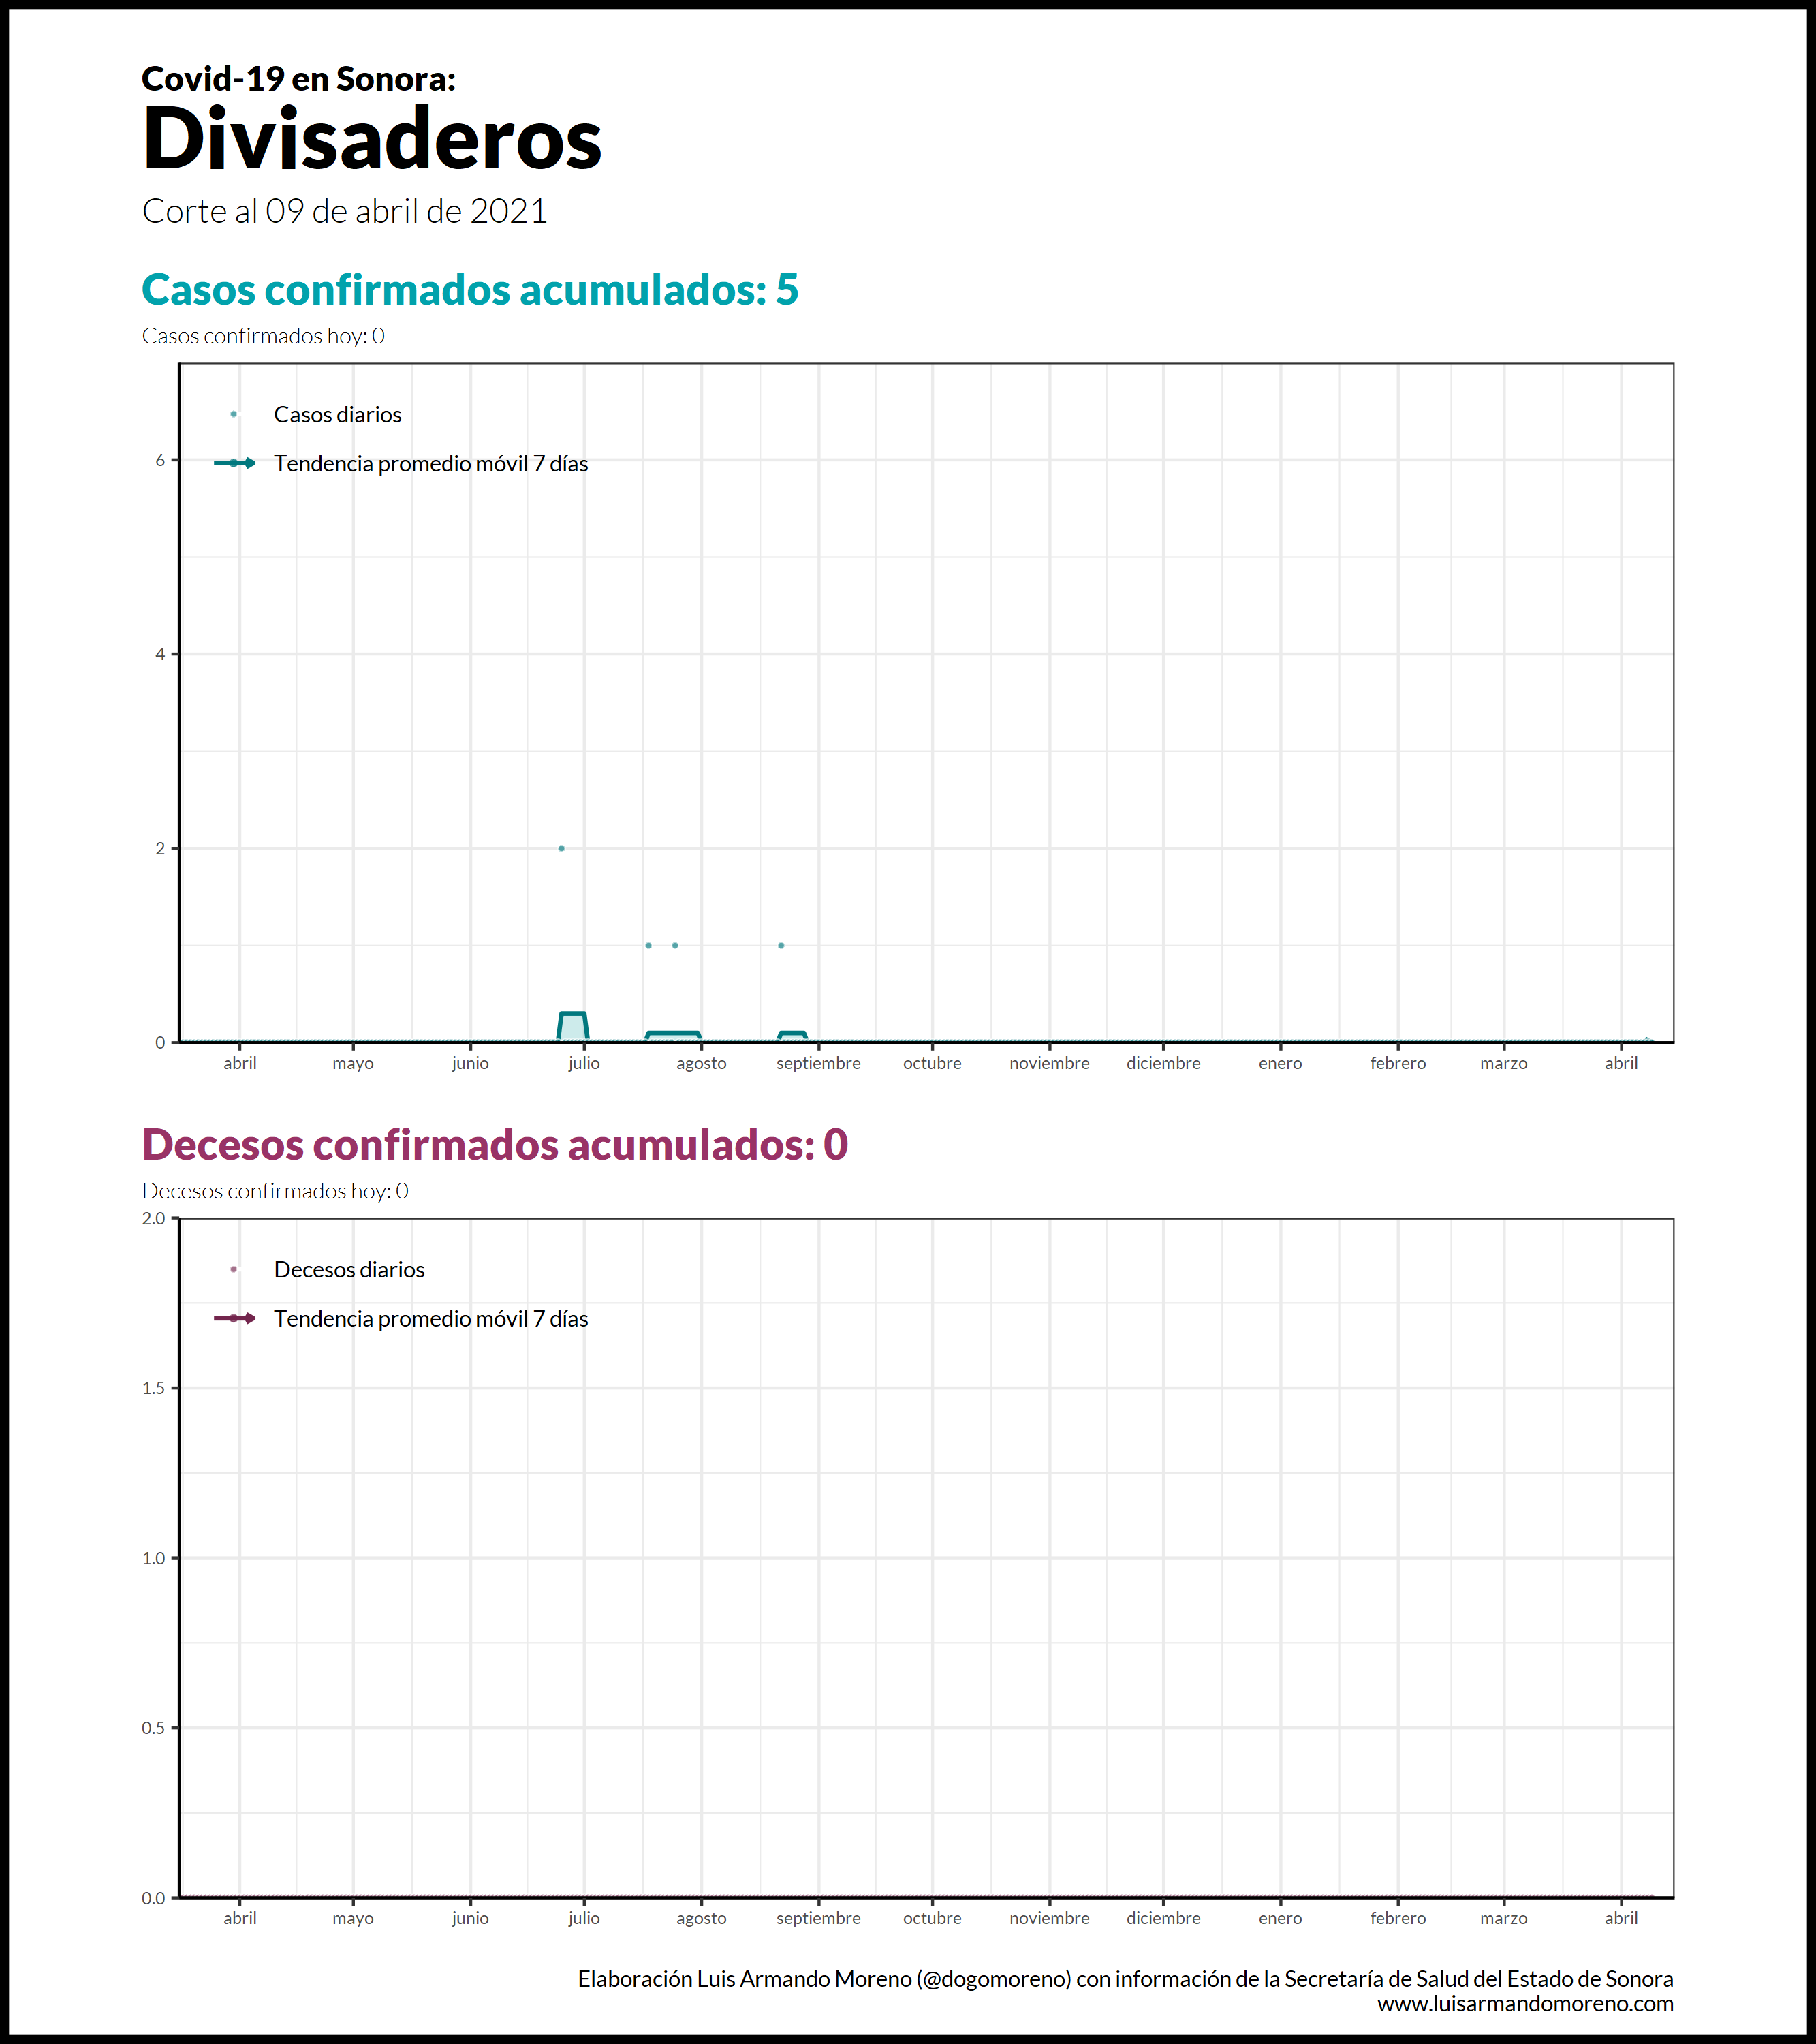 Covid-19 en Sonora:
Divisaderos
Corte al 09 de abril de 2021
Casos confirmados acumulados: 5
Casos confirmados hoy: 0
Casos diarios
Tendencia promedio móvil 7 días
6
4
2
0
abril mayo junio julio agosto septiembre octubre noviembre diciembre enero febrero marzo abril
Decesos confirmados acumulados: 0
Decesos confirmados hoy: 0
2.0
Decesos diarios
Tendencia promedio móvil 7 días
1.5
1.0
0.5
0.0
abril mayo junio julio agosto septiembre octubre noviembre diciembre enero febrero marzo abril
Elaboración Luis Armando Moreno (@dogomoreno) con información de la Secretaría de Salud del Estado de Sonora
www.luisarmandomoreno.com